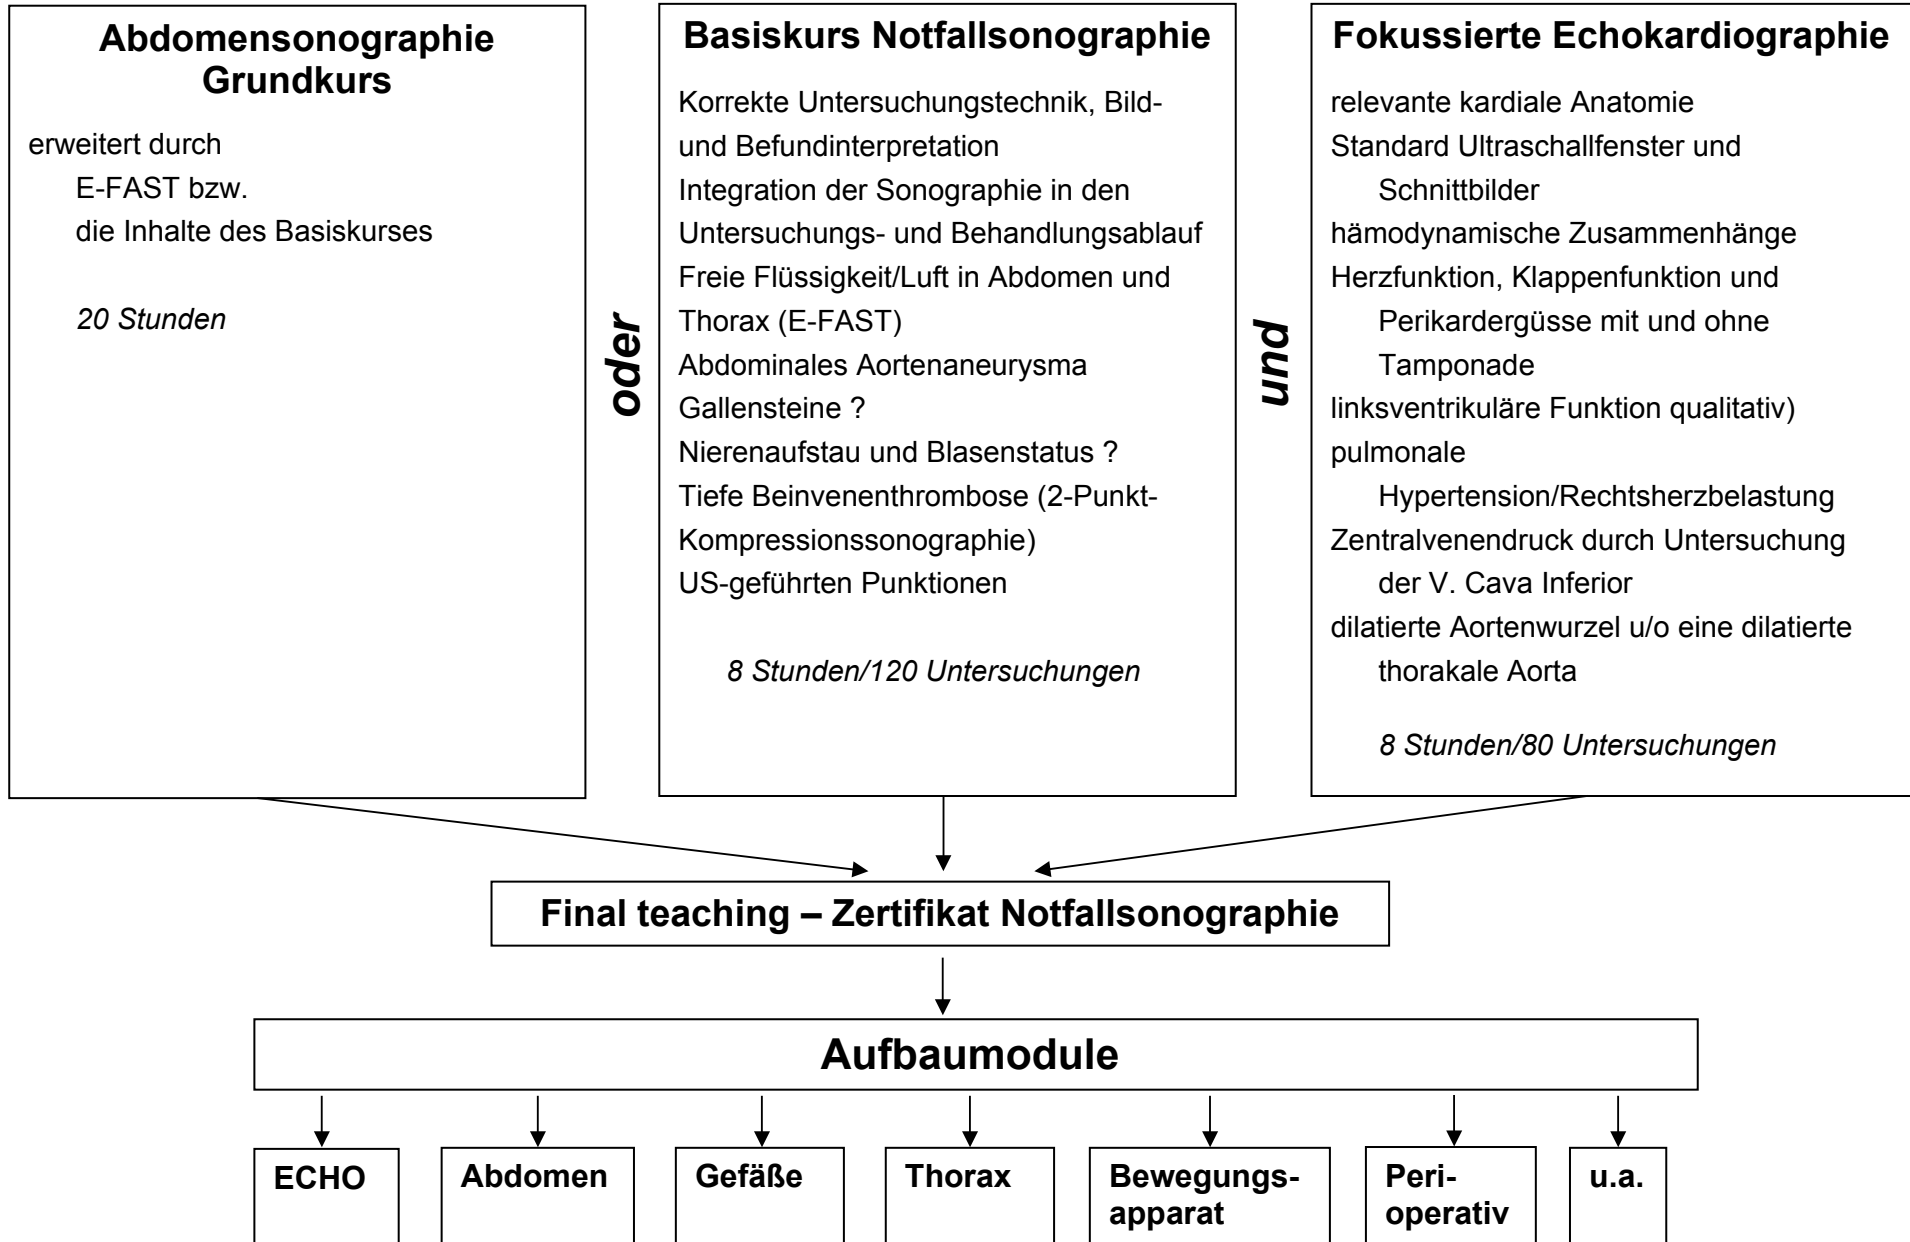 Abdomensonographie
Grundkurs
erweitert durch
E-FAST bzw.
die Inhalte des Basiskurses
20 Stunden
oder
Basiskurs Notfallsonographie
Korrekte Untersuchungstechnik, Bild-
und Befundinterpretation
Integration der Sonographie in den
Untersuchungs- und Behandlungsablauf
Freie Flüssigkeit/Luft in Abdomen und
Thorax (E-FAST)
Abdominales Aortenaneurysma
Gallensteine ?
Nierenaufstau und Blasenstatus ?
Tiefe Beinvenenthrombose (2-Punkt-
Kompressionssonographie)
US-geführten Punktionen
8 Stunden/120 Untersuchungen
und
Fokussierte Echokardiographie
relevante kardiale Anatomie
Standard Ultraschallfenster und
Schnittbilder
hämodynamische Zusammenhänge
Herzfunktion, Klappenfunktion und
Perikardergüsse mit und ohne
Tamponade
linksventrikuläre Funktion qualitativ)
pulmonale
Hypertension/Rechtsherzbelastung
Zentralvenendruck durch Untersuchung
der V. Cava Inferior
dilatierte Aortenwurzel u/o eine dilatierte
thorakale Aorta
8 Stunden/80 Untersuchungen
Final teaching – Zertifikat Notfallsonographie
Aufbaumodule
ECHO
Abdomen
Gefäße
Thorax
Bewegungs-
apparat
Peri-
operativ
u.a.